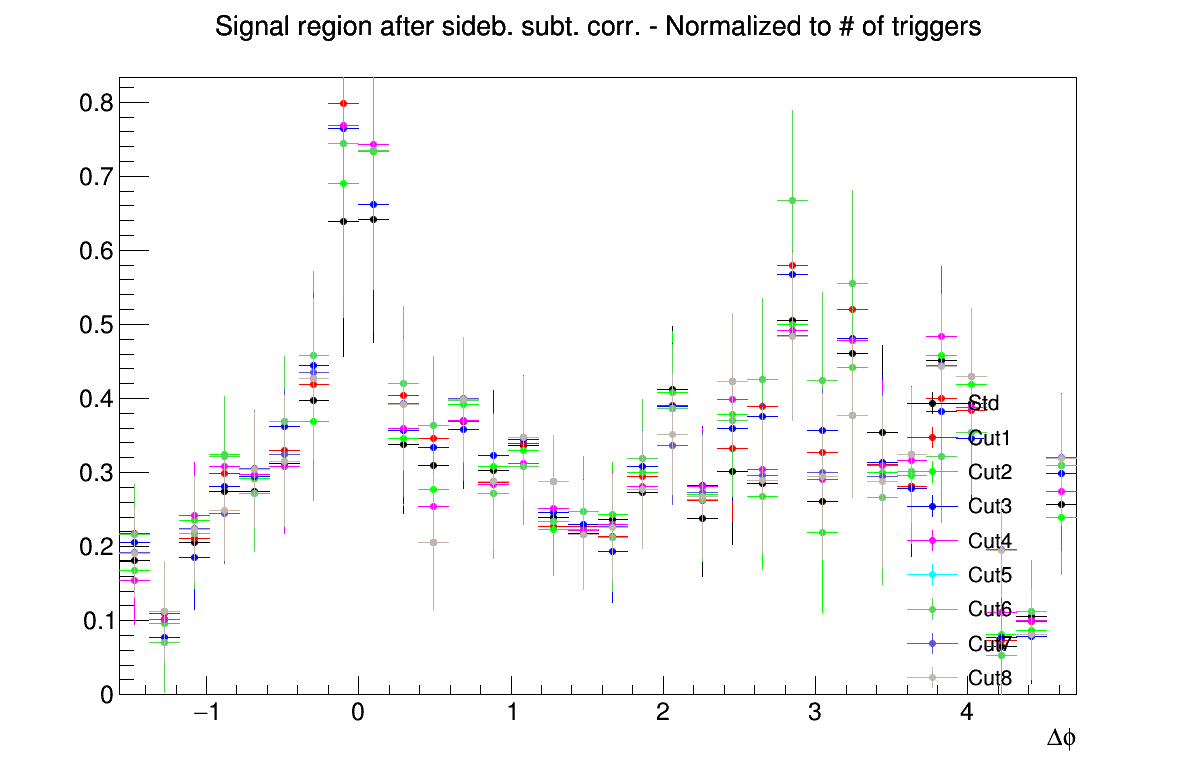 Signal region after sideb. subt. corr. - Normalized to # of triggers
0.8
0.7
0.6
0.5
0.4
0.3
0.2
0.1
0
−1
0
1
2
3
4
Δϕ
Std
Cut1
Cut2
Cut3
Cut4
Cut5
Cut6
Cut7
Cut8